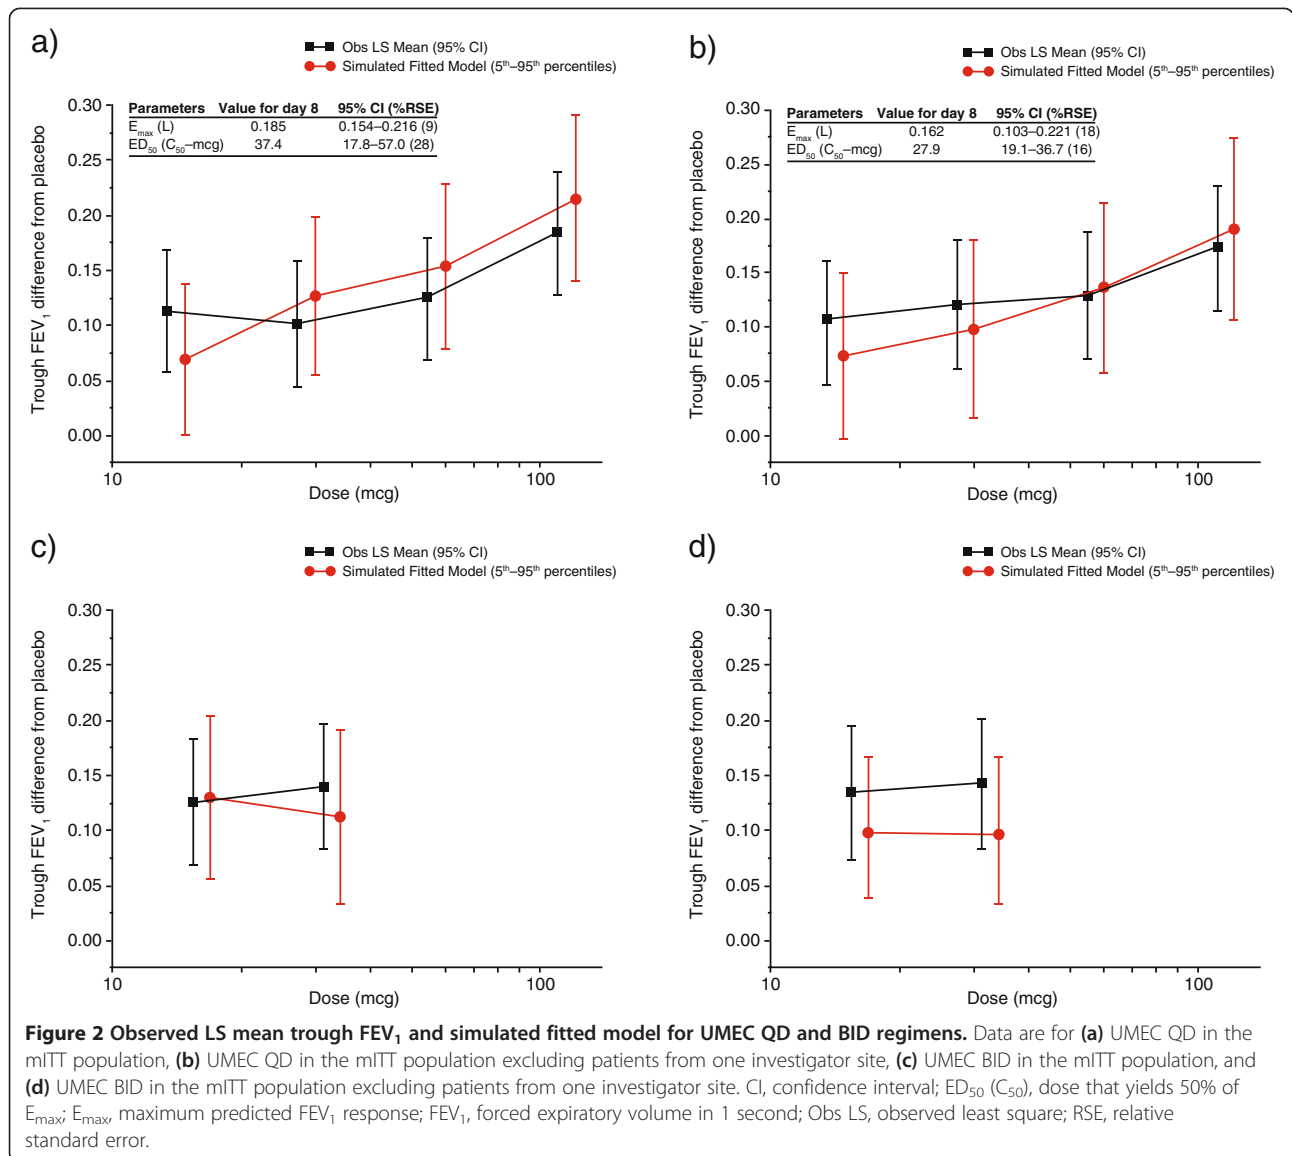 a)
Obs LS Mean (95% CI)
Simulated Fitted Model (5th–95th percentiles)
Parameters Value for day 8 95% CI (%RSE)
Emax (L) 0.185 0.154–0.216 (9)
ED50 (C50–mcg) 37.4 17.8–57.0 (28)
Trough FEV1 difference from placebo
0.30
0.25
0.20
0.15
0.10
0.05
0.00
10 100
Dose (mcg)
b)
Obs LS Mean (95% CI)
Simulated Fitted Model (5th–95th percentiles)
Parameters Value for day 8 95% CI (%RSE)
Emax (L) 0.162 0.103–0.221 (18)
ED50 (C50–mcg) 27.9 19.1–36.7 (16)
Trough FEV1 difference from placebo
0.30
0.25
0.20
0.15
0.10
0.05
0.00
10 100
Dose (mcg)
c)
Obs LS Mean (95% CI)
Simulated Fitted Model (5th–95th percentiles)
Trough FEV1 difference from placebo
0.30
0.25
0.20
0.15
0.10
0.05
0.00
10 100
Dose (mcg)
d)
Obs LS Mean (95% CI)
Simulated Fitted Model (5th–95th percentiles)
Trough FEV1 difference from placebo
0.30
0.25
0.20
0.15
0.10
0.05
0.00
10 100
Dose (mcg)
Figure 2 Observed LS mean trough FEV1 and simulated fitted model for UMEC QD and BID regimens. Data are for (a) UMEC QD in the
mITT population, (b) UMEC QD in the mITT population excluding patients from one investigator site, (c) UMEC BID in the mITT population, and
(d) UMEC BID in the mITT population excluding patients from one investigator site. CI, confidence interval; ED50 (C50), dose that yields 50% of
Emax; Emax, maximum predicted FEV1 response; FEV1, forced expiratory volume in 1 second; Obs LS, observed least square; RSE, relative
standard error.